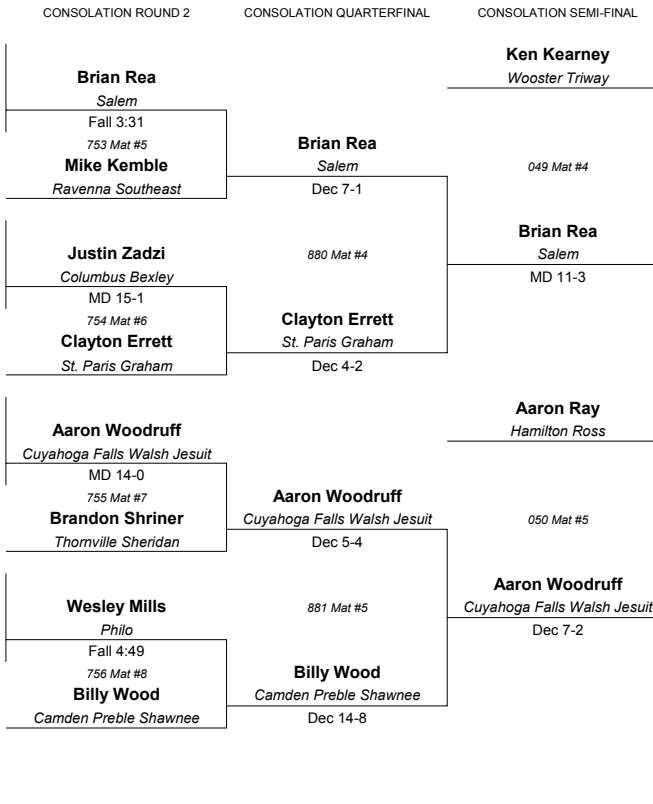 CONSOLATION ROUND 2
CONSOLATION QUARTERFINAL
CONSOLATION SEMI-FINAL
Brian Rea
Salem
Fall 3:31
753 Mat #5
Mike Kemble
Ravenna Southeast
Justin Zadzi
Columbus Bexley
MD 15-1
754 Mat #6
Clayton Errett
St. Paris Graham
Aaron Woodruff
Cuyahoga Falls Walsh Jesuit
MD 14-0
755 Mat #7
Brandon Shriner
Thornville Sheridan
Wesley Mills
Philo
Fall 4:49
756 Mat #8
Billy Wood
Camden Preble Shawnee
Brian Rea
Salem
Dec 7-1
880 Mat #4
Clayton Errett
St. Paris Graham
Dec 4-2
Aaron Woodruff
Cuyahoga Falls Walsh Jesuit
Dec 5-4
881 Mat #5
Billy Wood
Camden Preble Shawnee
Dec 14-8
Ken Kearney
Wooster Triway
049 Mat #4
Brian Rea
Salem
MD 11-3
Aaron Ray
Hamilton Ross
050 Mat #5
Aaron Woodruff
Cuyahoga Falls Walsh Jesuit
Dec 7-2